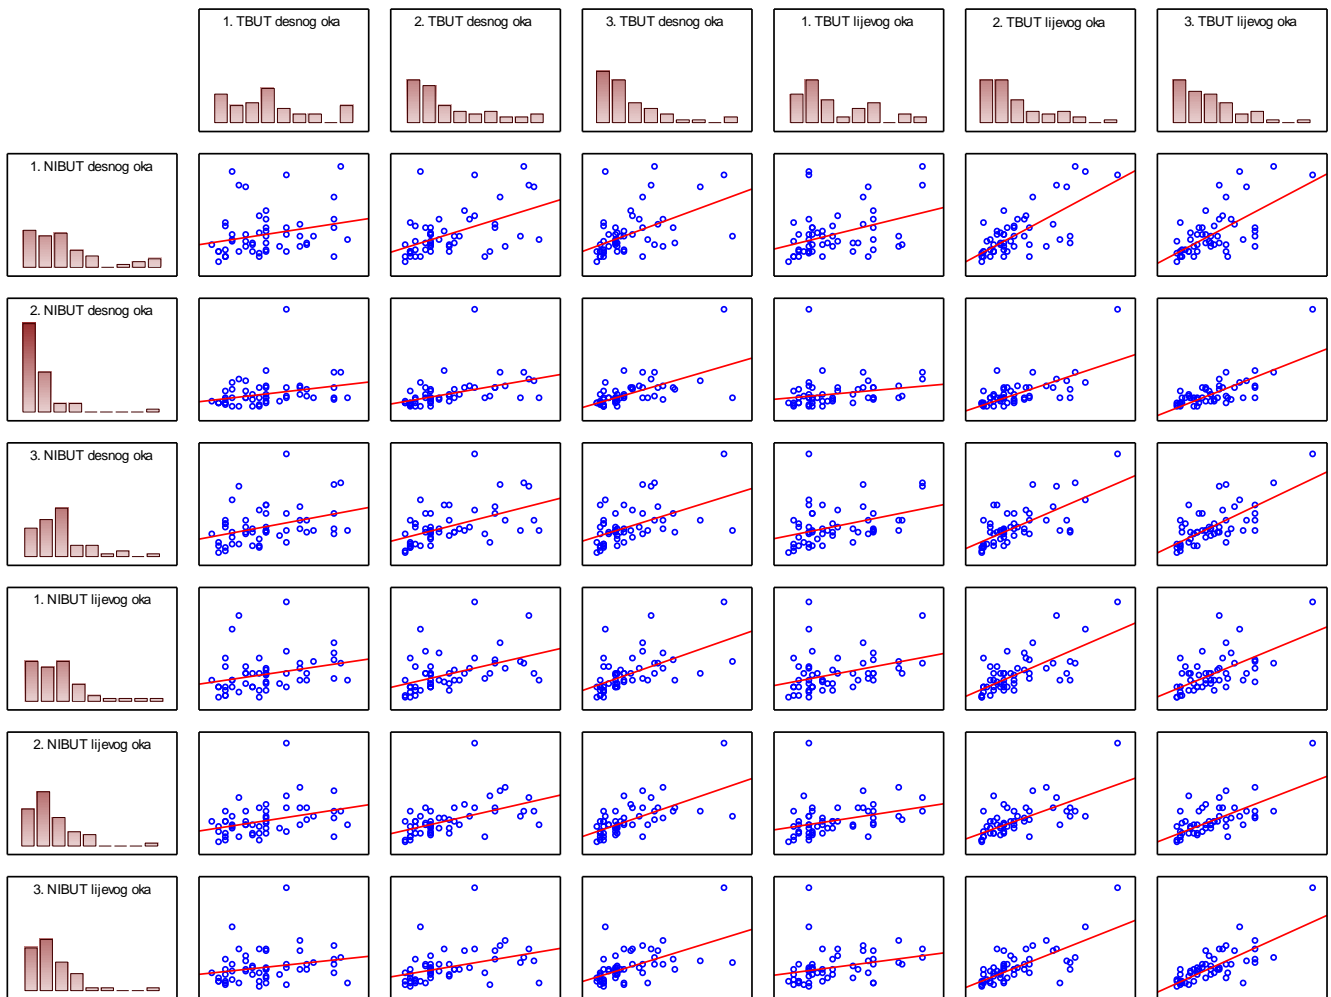 1. TBUT desnog oka
2. TBUT desnog oka
3. TBUT desnog oka
1. TBUT lijevog oka
2. TBUT lijevog oka
3. TBUT lijevog oka
1. NIBUT desnog oka
2. NIBUT desnog oka
3. NIBUT desnog oka
1. NIBUT lijevog oka
2. NIBUT lijevog oka
3. NIBUT lijevog oka